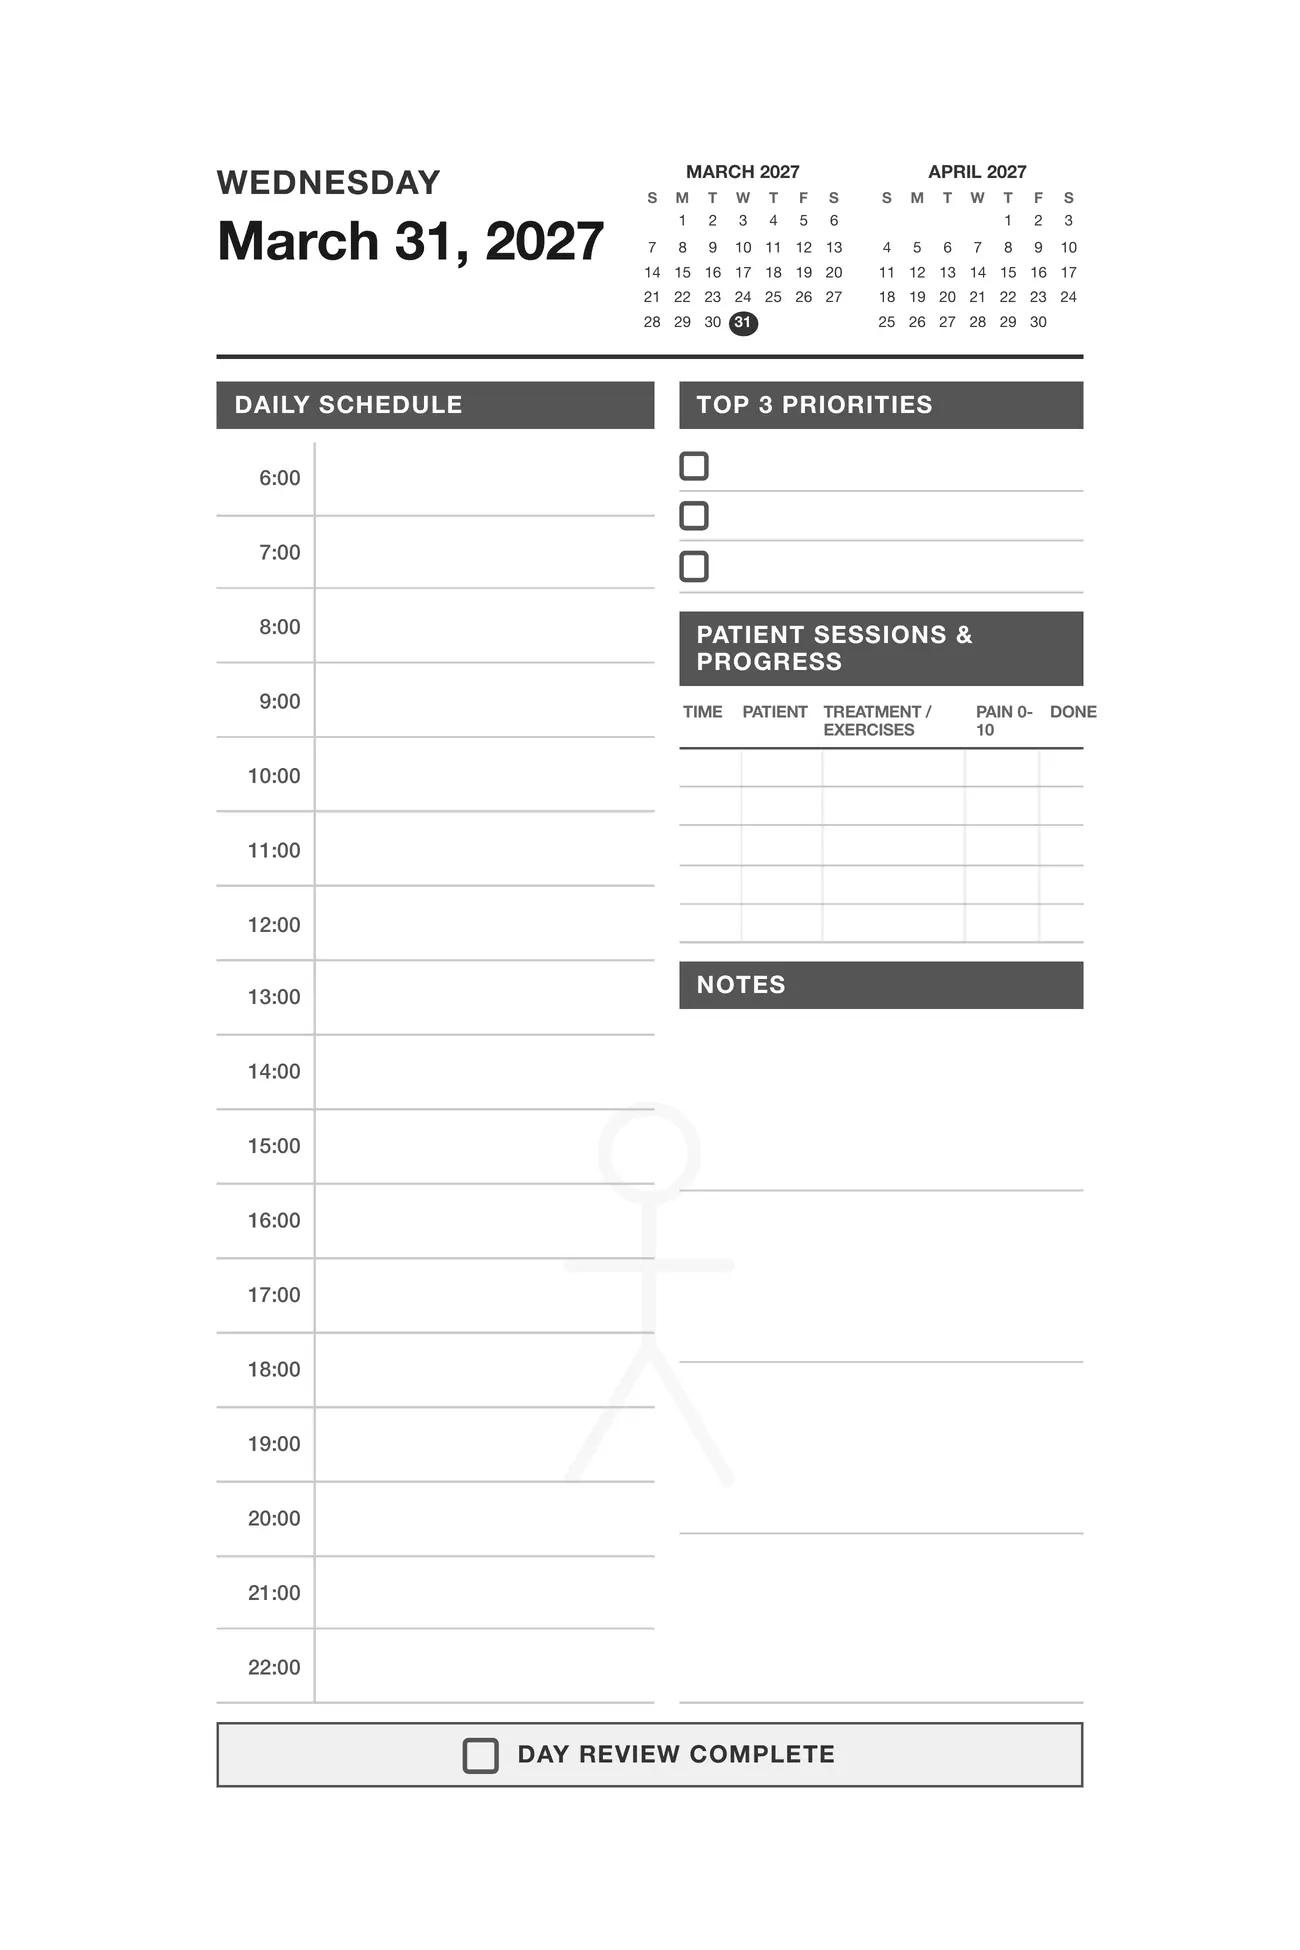 WEDNESDAY
March 31, 2027
MARCH 2027
S M T W T F S
1 2 3 4 5 6
7 8 9 10 11 12 13
14 15 16 17 18 19 20
21 22 23 24 25 26 27
28 29 30 31
APRIL 2027
S M T W T F S
1 2 3
4 5 6 7 8 9 10
11 12 13 14 15 16 17
18 19 20 21 22 23 24
25 26 27 28 29 30
DAILY SCHEDULE
6:00
7:00
8:00
9:00
10:00
11:00
12:00
13:00
14:00
15:00
16:00
17:00
18:00
19:00
20:00
21:00
22:00
TOP 3 PRIORITIES
PATIENT SESSIONS &
PROGRESS
TIME PATIENT TREATMENT / PAIN 0- DONE
EXERCISES 10
NOTES
DAY REVIEW COMPLETE